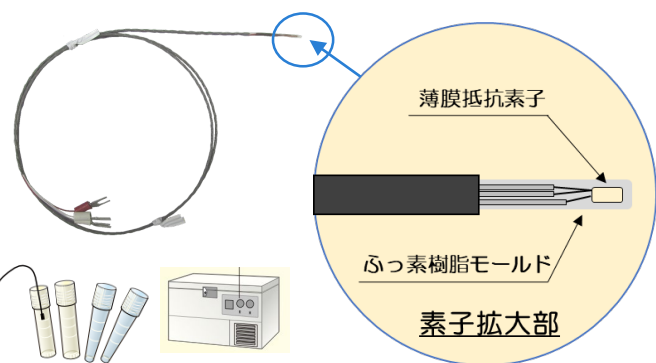 薄膜抵抗素子
ふっ素樹脂モールド
素子拡大部